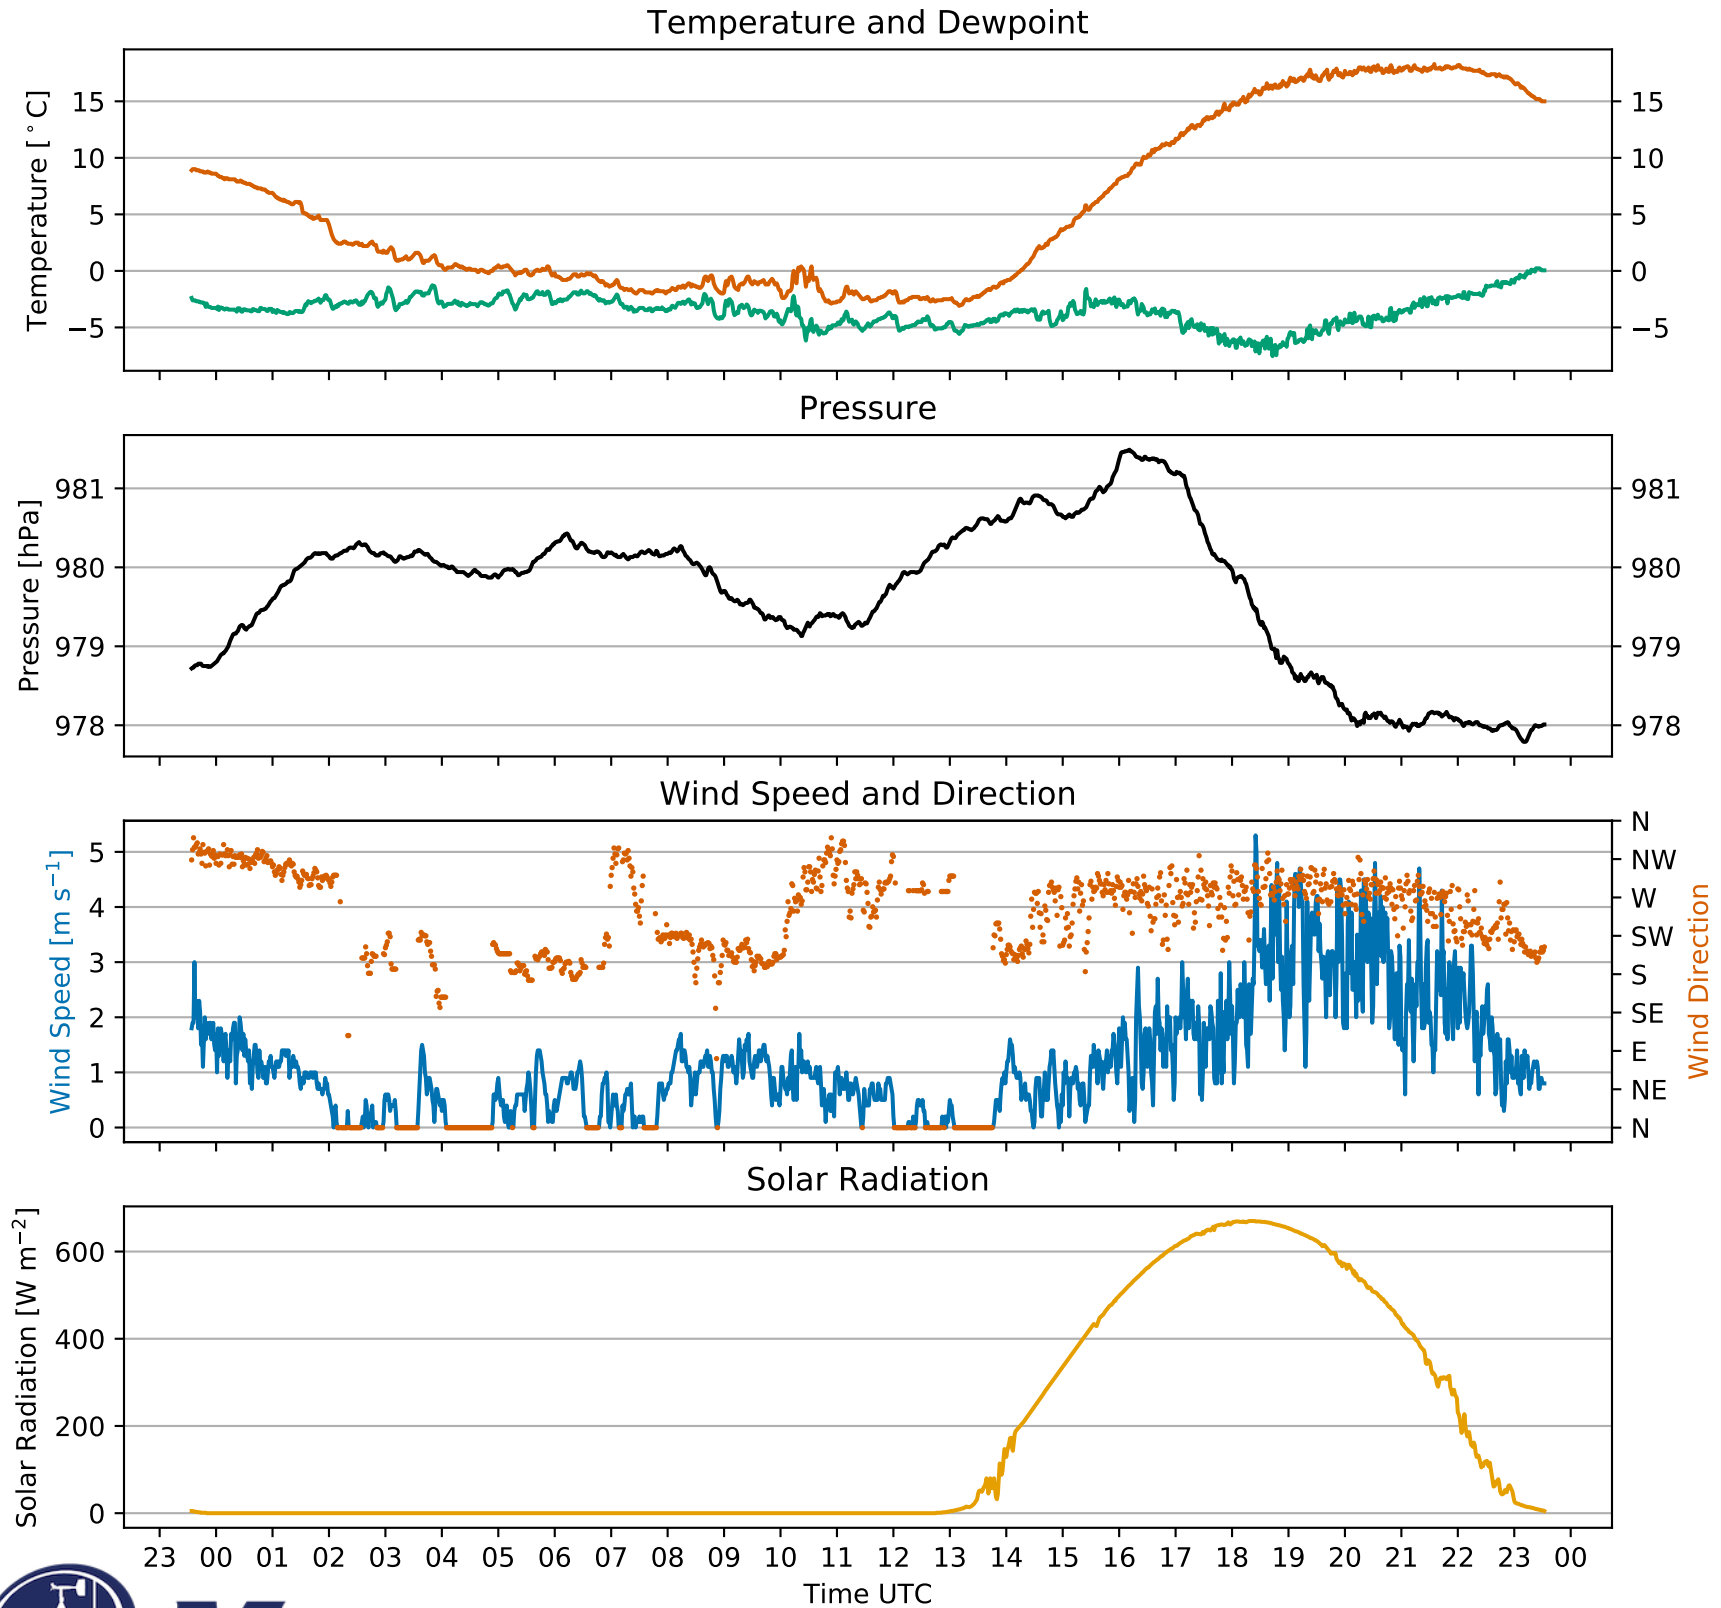 Temperature and Dewpoint
Temperature [°C]
15 15
10 10
5 5
0 0
−5 −5
Pressure
Pressure [hPa]
981 981
980 980
979 979
978 978
Wind Speed and Direction
Wind Speed [m s⁻¹]
Wind Direction
N
5 NW
4 W
SW
3 S
2 SE
E
1 NE
0 N
Solar Radiation
Solar Radiation [W m⁻²]
600
400
200
0
23 00 01 02 03 04 05 06 07 08 09 10 11 12 13 14 15 16 17 18 19 20 21 22 23 00
Time UTC